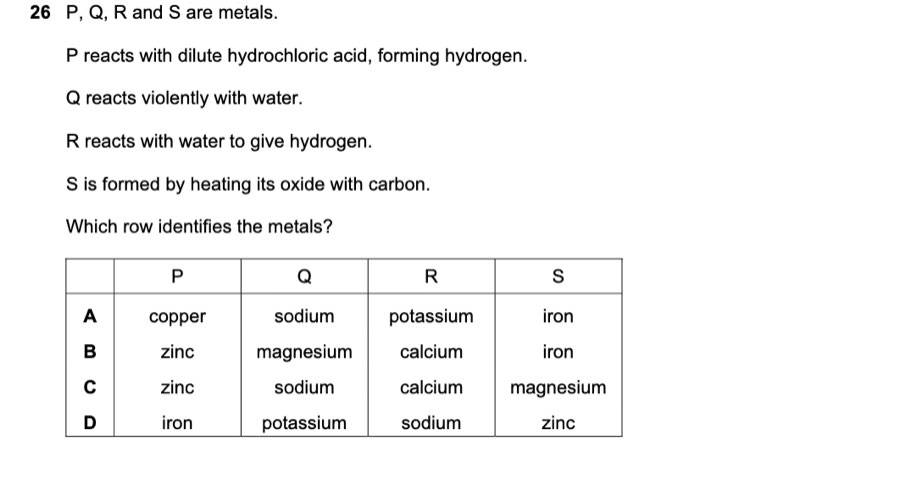 26 P, Q, R and S are metals.
P reacts with dilute hydrochloric acid, forming hydrogen.
Q reacts violently with water.
R reacts with water to give hydrogen.
S is formed by heating its oxide with carbon.
Which row identifies the metals?
P Q R S
A copper sodium potassium iron
B zinc magnesium calcium iron
C zinc sodium calcium magnesium
D iron potassium sodium zinc